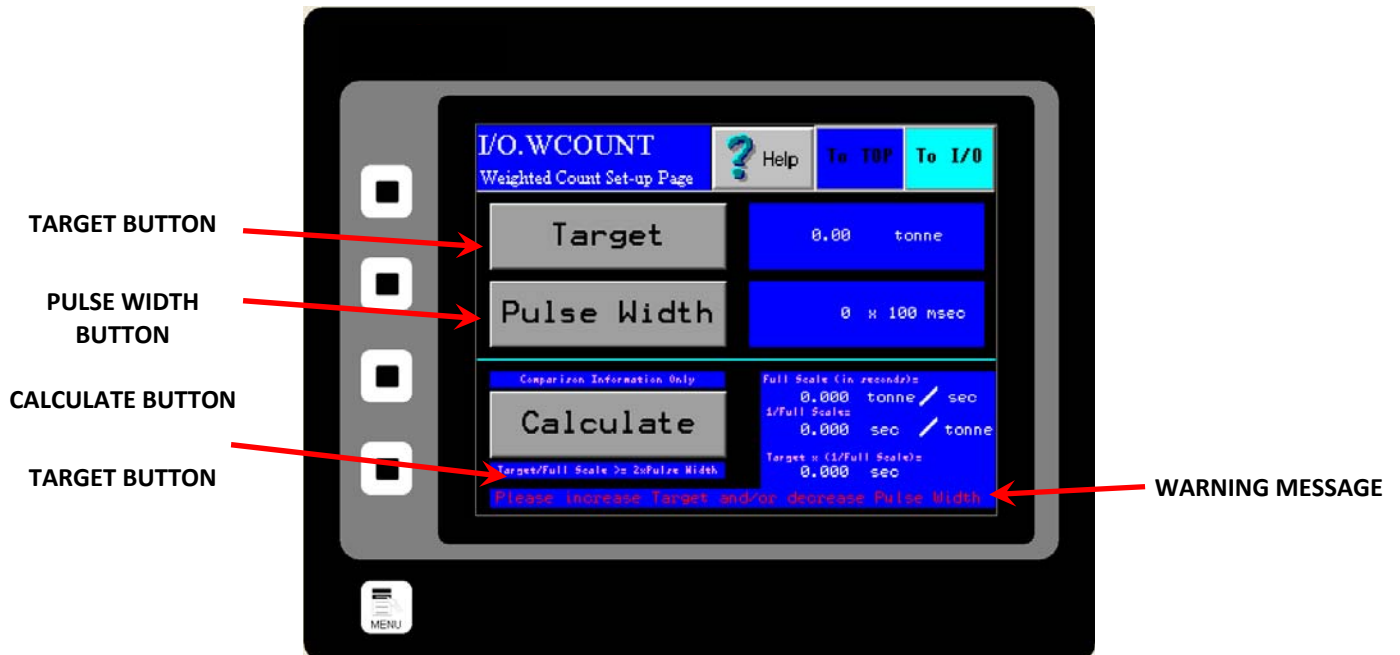 I/O.WCOUNT
Weighted Count Set-up Page
? Help
To TOP
To I/O
TARGET BUTTON
Target
0.00 tonne
PULSE WIDTH
BUTTON
Pulse Width
0 x 100 msec
CALCULATE BUTTON
Comparison Information Only
Calculate
Target/Full Scale >= 2xPulse Width
Full Scale (in seconds)=
0.000 tonne / sec
1/Full Scale=
0.000 sec / tonne
Target x (1/Full Scale)=
0.000 sec
TARGET BUTTON
Please increase Target and/or decrease Pulse Width
WARNING MESSAGE
MENU